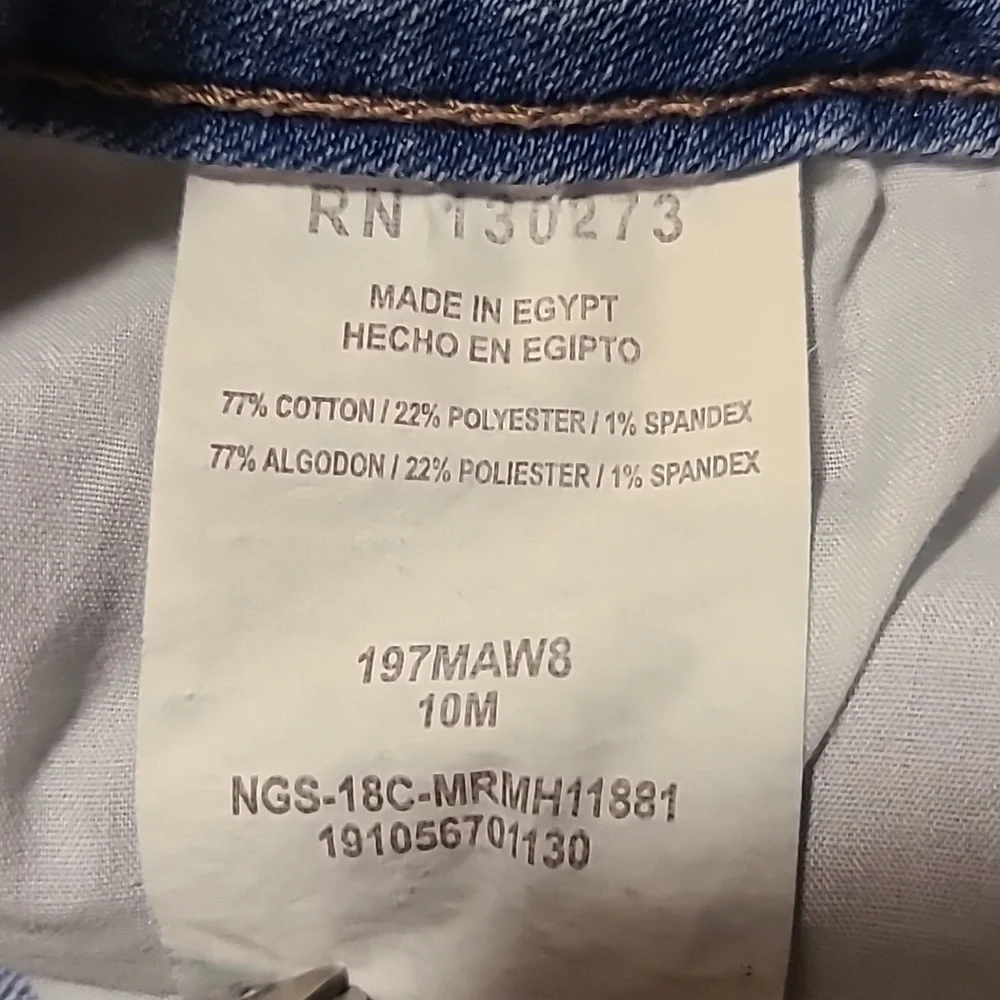 RN 130273
MADE IN EGYPT
HECHO EN EGIPTO
77% COTTON / 22% POLYESTER / 1% SPANDEX
77% ALGODON / 22% POLIESTER / 1% SPANDEX
197MAW8
10M
NGS-18C-MRMH11881
191056701130